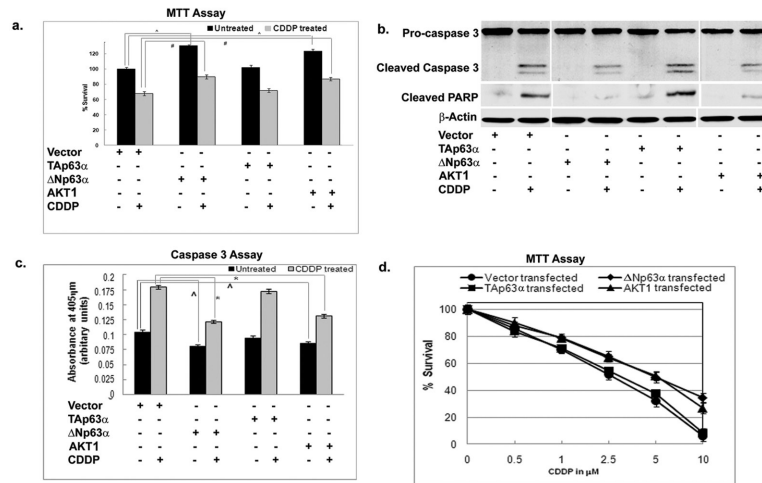 a.
MTT Assay
Untreated CDDP treated
^ ^
# #
% Survival
120
100
80
60
40
20
0
Vector + + - - - - - -
TAp63α - - - - + + - -
ΔNp63α - - + + - - - -
AKT1 - - - - - - + +
CDDP - + - + - + - +
b.
Pro-caspase 3
Cleaved Caspase 3
Cleaved PARP
β-Actin
Vector + + - - - - - -
TAp63α - - - - + + - -
ΔNp63α - - + + - - - -
AKT1 - - - - - - + +
CDDP - + - + - + - +
c.
Caspase 3 Assay
Untreated CDDP treated
* ^ ^ *
Absorbance at 405ηm
(arbitary units)
0.2
0.175
0.15
0.125
0.1
0.075
0.05
0.025
0
Vector + + - - - - - -
TAp63α - - - - + + - -
ΔNp63α - - + + - - - -
AKT1 - - - - - - + +
CDDP - + - + - + - +
d.
MTT Assay
Vector transfected ΔNp63α transfected
TAp63α transfected AKT1 transfected
% Survival
100
80
60
40
20
0
0 0.5 1 2.5 5 10
CDDP in μM